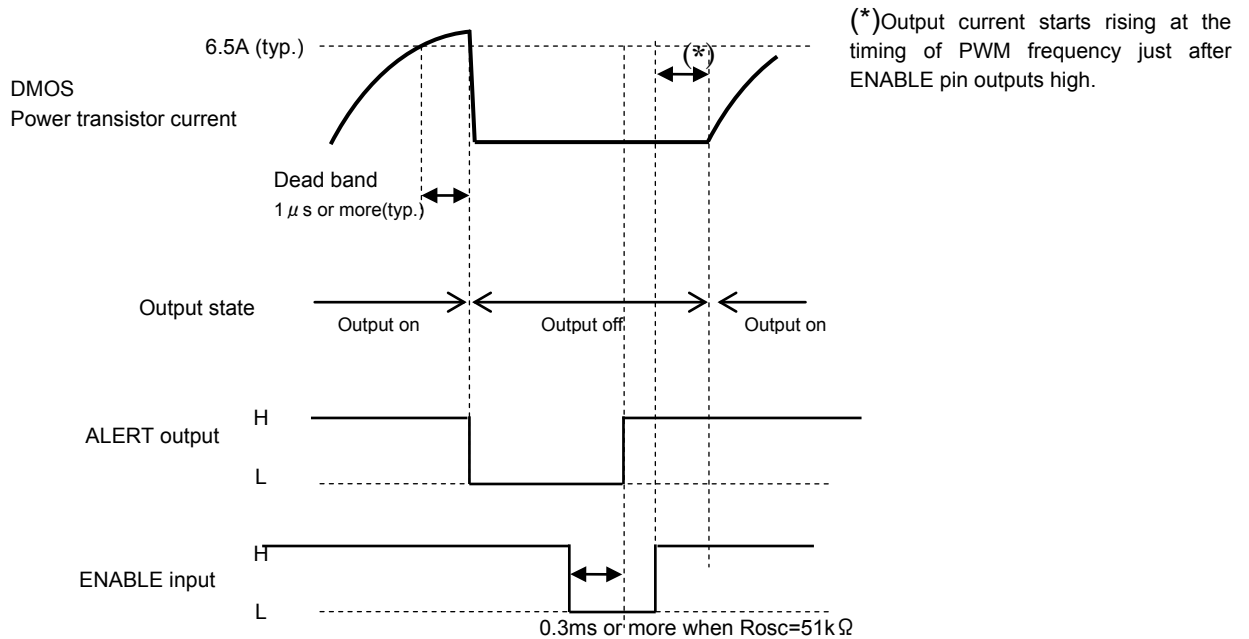 (*)Output current starts rising at the
timing of PWM frequency just after
ENABLE pin outputs high.
6.5A (typ.)
(*)
DMOS
Power transistor current
Dead band
1μs or more(typ.)
Output state
Output on
Output off
Output on
ALERT output
H
L
ENABLE input
H
L
0.3ms or more when Rosc=51kΩ